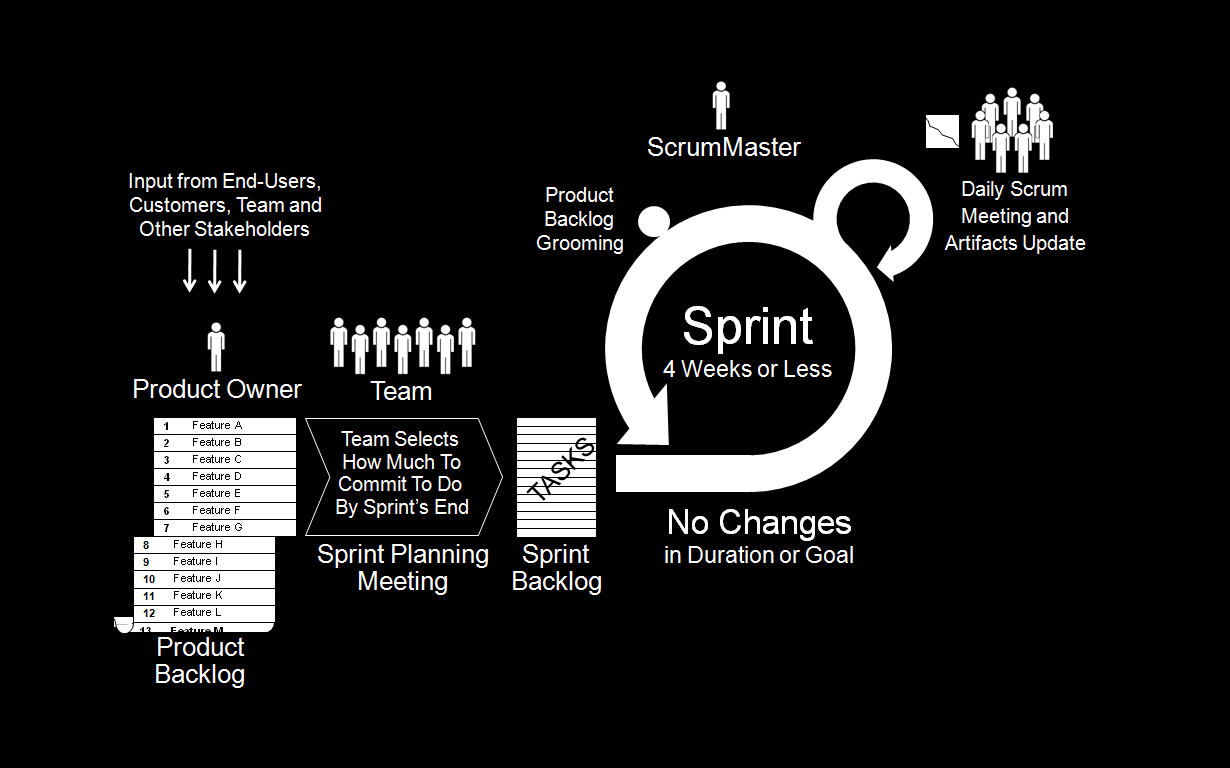 ScrumMaster
Input from End-Users,
Customers, Team and
Other Stakeholders
Product
Backlog
Grooming
Daily Scrum
Meeting and
Artifacts Update
Sprint
4 Weeks or Less
Product Owner
Team
1 Feature A
2 Feature B
3 Feature C
4 Feature D
5 Feature E
6 Feature F
7 Feature G
8 Feature H
9 Feature I
10 Feature J
11 Feature K
12 Feature L
13 Feature M
Product
Backlog
Team Selects
How Much To
Commit To Do
By Sprint's End
Sprint Planning
Meeting
TASKS
Sprint
Backlog
No Changes
in Duration or Goal